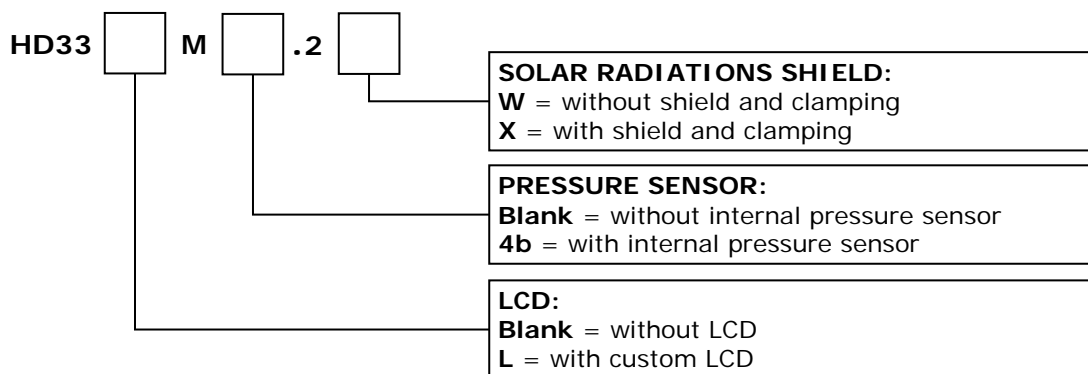 HD33 M .2
SOLAR RADIATIONS SHIELD:
W = without shield and clamping
X = with shield and clamping
PRESSURE SENSOR:
Blank = without internal pressure sensor
4b = with internal pressure sensor
LCD:
Blank = without LCD
L = with custom LCD